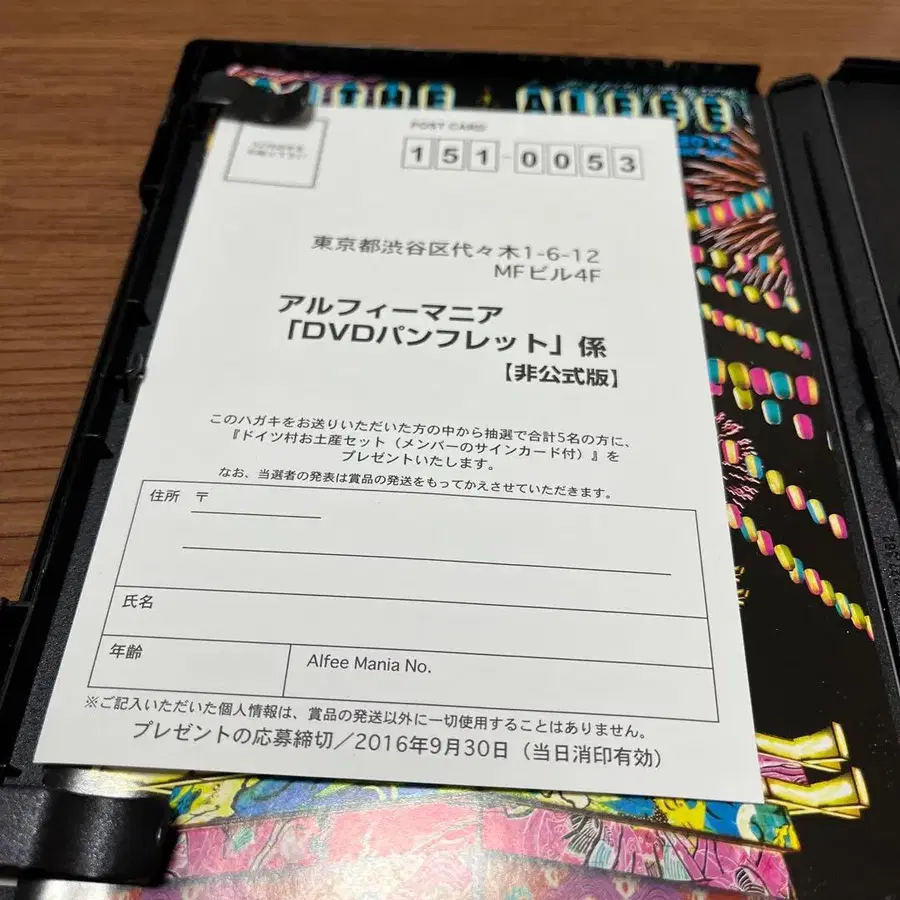 THE ALFEE
POST CARD
151-0053
東京都渋谷区代々木1-6-12
MFビル4F
アルフィーマニア
「DVDパンフレット」係
【非公式版】
このハガキをお送りいただいた方の中から抽選で合計5名の方に、
『ドイツ村お土産セット（メンバーのサインカード付）』を
プレゼントいたします。
なお、当選者の発表は賞品の発送をもってかえさせていただきます。
住所 〒
氏名
年齢
Alfee Mania No.
※ご記入いただいた個人情報は、賞品の発送以外に一切使用することはありません。
プレゼントの応募締切／2016年9月30日（当日消印有効）